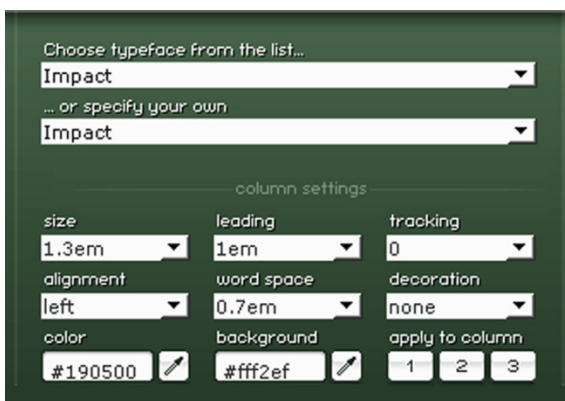 Choose typeface from the list...
Impact
... or specify your own
Impact
column settings
size leading tracking
1.3em 1em 0
alignment word space decoration
left 0.7em none
color background apply to column
#190500 #fff2ef 1 2 3